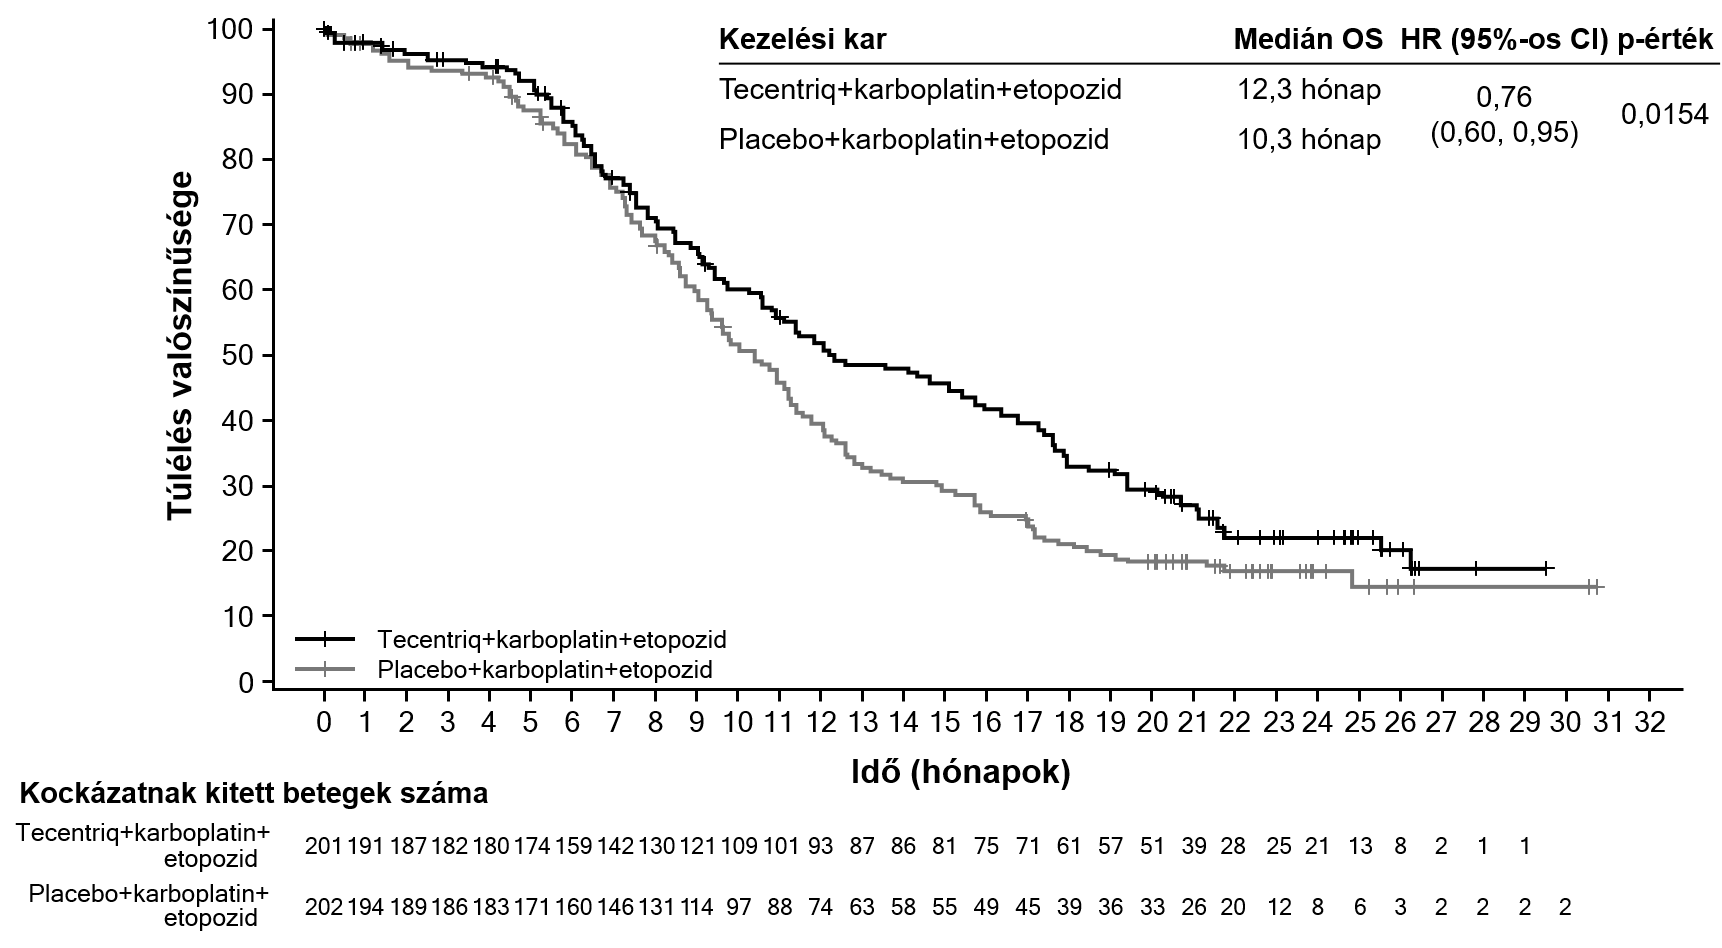 Kezelési kar Medián OS HR (95%-os CI) p-érték
Tecentriq+karboplatin+etopozid 12,3 hónap 0,76
(0,60, 0,95) 0,0154
Placebo+karboplatin+etopozid 10,3 hónap
Túlélés valószínűsége
100
90
80
70
60
50
40
30
20
10
0
Tecentriq+karboplatin+etopozid
Placebo+karboplatin+etopozid
0 1 2 3 4 5 6 7 8 9 10 11 12 13 14 15 16 17 18 19 20 21 22 23 24 25 26 27 28 29 30 31 32
Idő (hónapok)
Kockázatnak kitett betegek száma
Tecentriq+karboplatin+
etopozid 201 191 187 182 180 174 159 142 130 121 109 101 93 87 86 81 75 71 61 57 51 39 28 25 21 13 8 2 1 1
Placebo+karboplatin+
etopozid 202 194 189 186 183 171 160 146 131 114 97 88 74 63 58 55 49 45 39 36 33 26 20 12 8 6 3 2 2 2 2